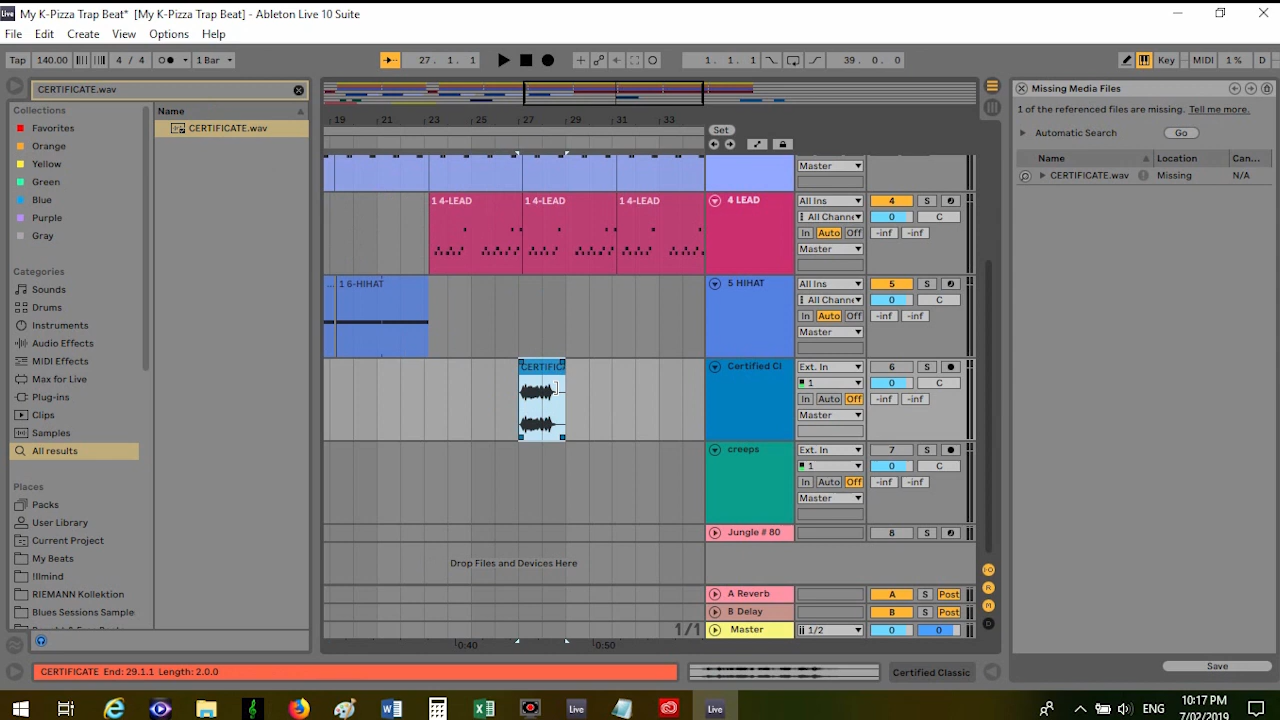 My K-Pizza Trap Beat* [My K-Pizza Trap Beat] - Ableton Live 10 Suite
File Edit Create View Options Help
Tap 140.00 4 / 4 1 Bar 27. 1. 1 1. 1. 1 39. 0. 0 Key MIDI 1 % D
CERTIFICATE.wav
Collections
Favorites
Orange
Yellow
Green
Blue
Purple
Gray
Categories
Sounds
Drums
Instruments
Audio Effects
MIDI Effects
Max for Live
Plug-ins
Clips
Samples
All results
Places
Packs
User Library
Current Project
My Beats
!llmind
RIEMANN Kollektion
Blues Sessions Sample
Name
CERTIFICATE.wav
19 21 23 25 27 29 31 33
Set
Master
1 4-LEAD 1 4-LEAD 1 4-LEAD
4 LEAD All Ins 4 S
All Channe 0 C
In Auto Off -inf -inf
Master
... 1 6-HIHAT
5 HIHAT All Ins 5 S
All Channe 0 C
In Auto Off -inf -inf
Master
CERTIFICA
Certified Cl Ext. In 6 S
1 0 C
In Auto Off -inf -inf
Master
creeps Ext. In 7 S
1 0 C
In Auto Off -inf -inf
Master
Jungle # 80 8 S
Drop Files and Devices Here
A Reverb A S Post
B Delay B S Post
1/1 Master 1/2 0 0
0:40 0:50
Missing Media Files
1 of the referenced files are missing. Tell me more.
Automatic Search Go
Name Location Can...
CERTIFICATE.wav Missing N/A
Save
CERTIFICATE End: 29.1.1 Length: 2.0.0
Certified Classic
ENG
10:17 PM
7/02/2019